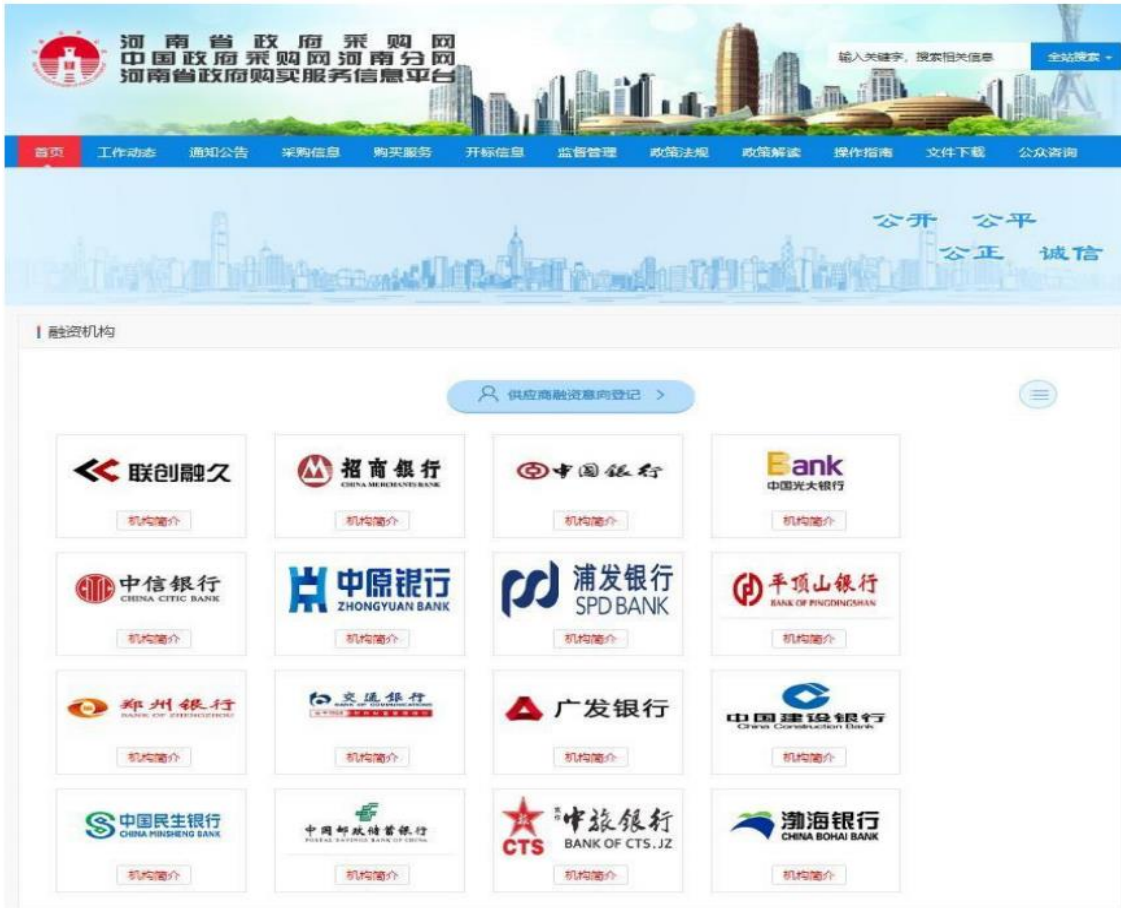 河南省政府采购网
中国政府采购网河南分网
河南省政府购买服务信息平台
输入关键字，搜索相关信息 全站搜索
首页 工作动态 通知公告 采购信息 购买服务 开标信息 监督管理 政策法规 政策解读 操作指南 文件下载 公众咨询
公开 公平
公正 诚信
融资机构
供应商融资意向登记 >
联创融久
招商银行
CHINA MERCHANTS BANK
中国银行
Bank
中国光大银行
机构简介 机构简介 机构简介 机构简介
中信银行
CHINA CITIC BANK
中原银行
ZHONGYUAN BANK
浦发银行
SPD BANK
平顶山银行
BANK OF PINGDINGSHAN
机构简介 机构简介 机构简介 机构简介
郑州银行
BANK OF ZHENGZHOU
交通银行
BANK OF COMMUNICATIONS
广发银行
中国建设银行
China Construction Bank
机构简介 机构简介 机构简介 机构简介
中国民生银行
CHINA MINSHENG BANK
中国邮政储蓄银行
POSTAL SAVINGS BANK OF CHINA
旅
CTS
焦作中旅银行
BANK OF CTS.JZ
渤海银行
CHINA BOHAI BANK
机构简介 机构简介 机构简介 机构简介